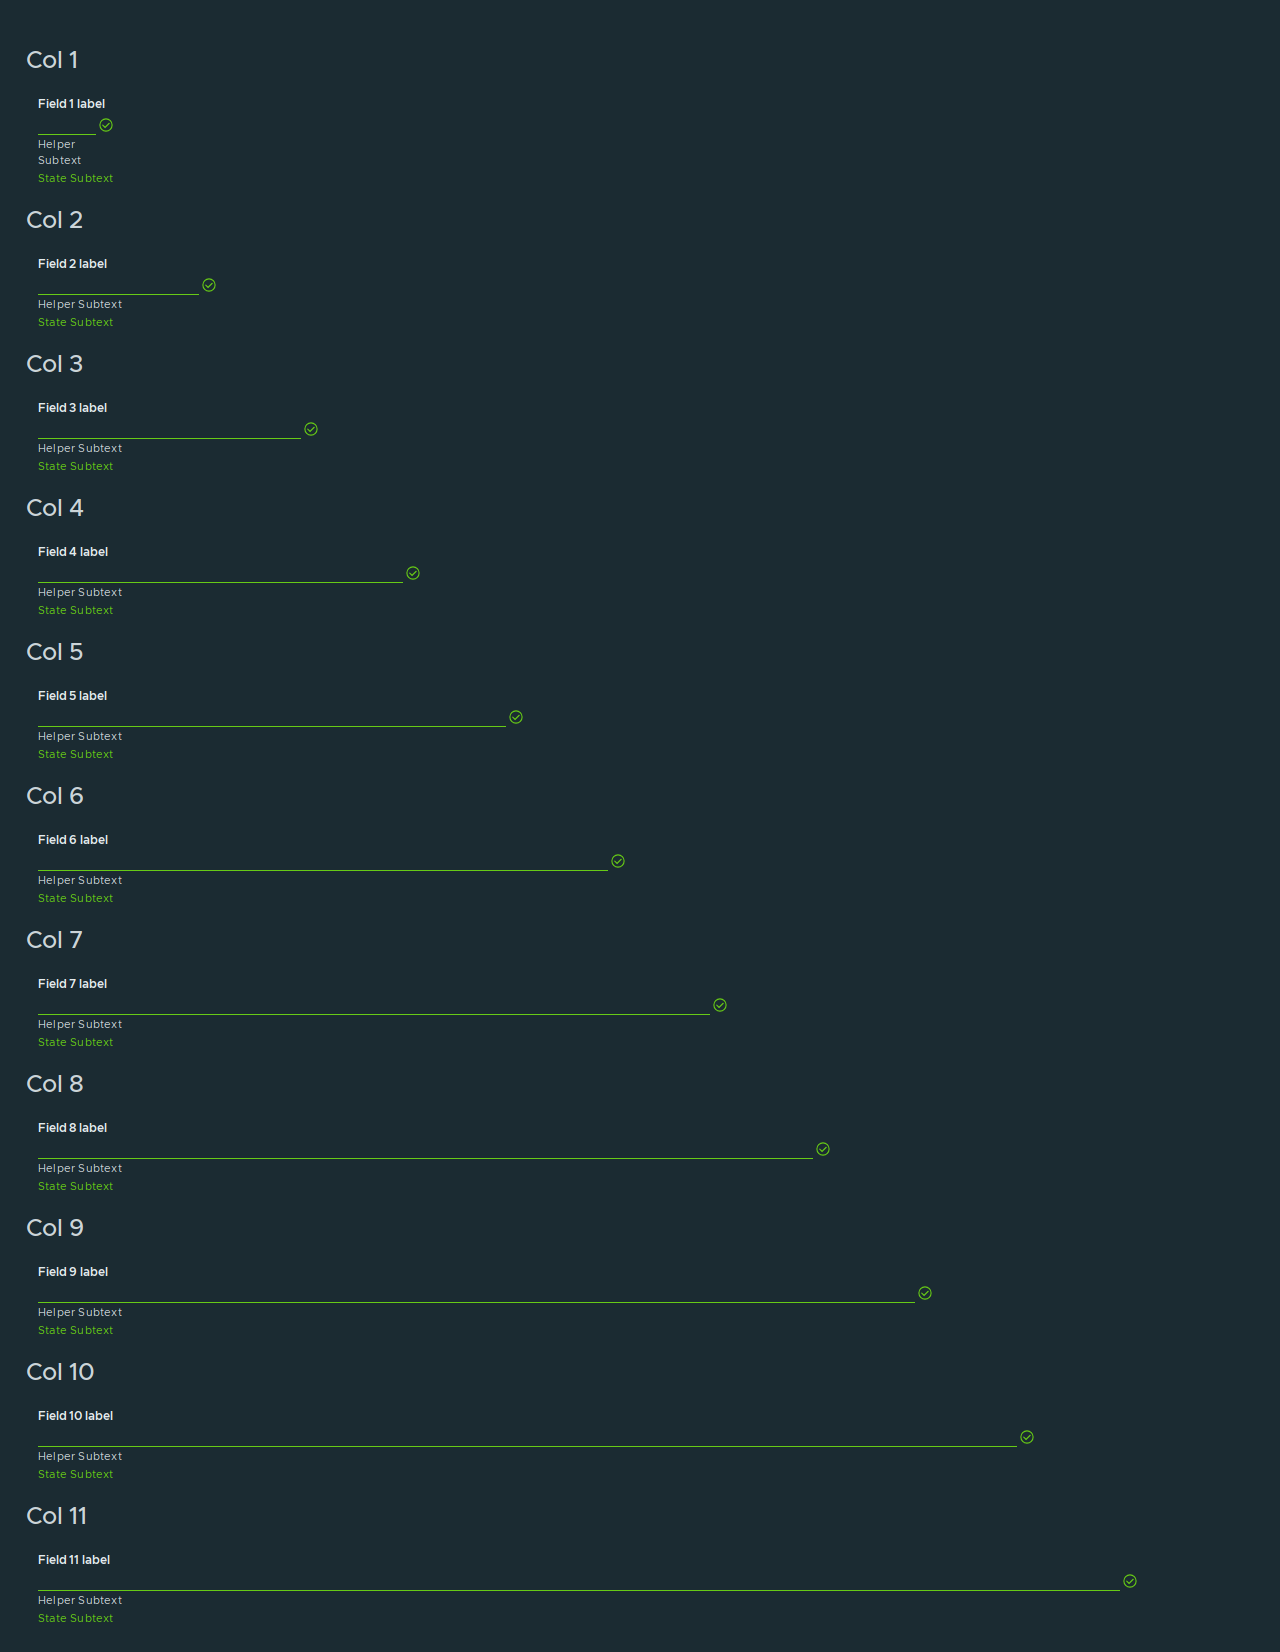 Col 1
Field 1 label
Helper
Subtext
State Subtext
Col 2
Field 2 label
Helper Subtext
State Subtext
Col 3
Field 3 label
Helper Subtext
State Subtext
Col 4
Field 4 label
Helper Subtext
State Subtext
Col 5
Field 5 label
Helper Subtext
State Subtext
Col 6
Field 6 label
Helper Subtext
State Subtext
Col 7
Field 7 label
Helper Subtext
State Subtext
Col 8
Field 8 label
Helper Subtext
State Subtext
Col 9
Field 9 label
Helper Subtext
State Subtext
Col 10
Field 10 label
Helper Subtext
State Subtext
Col 11
Field 11 label
Helper Subtext
State Subtext